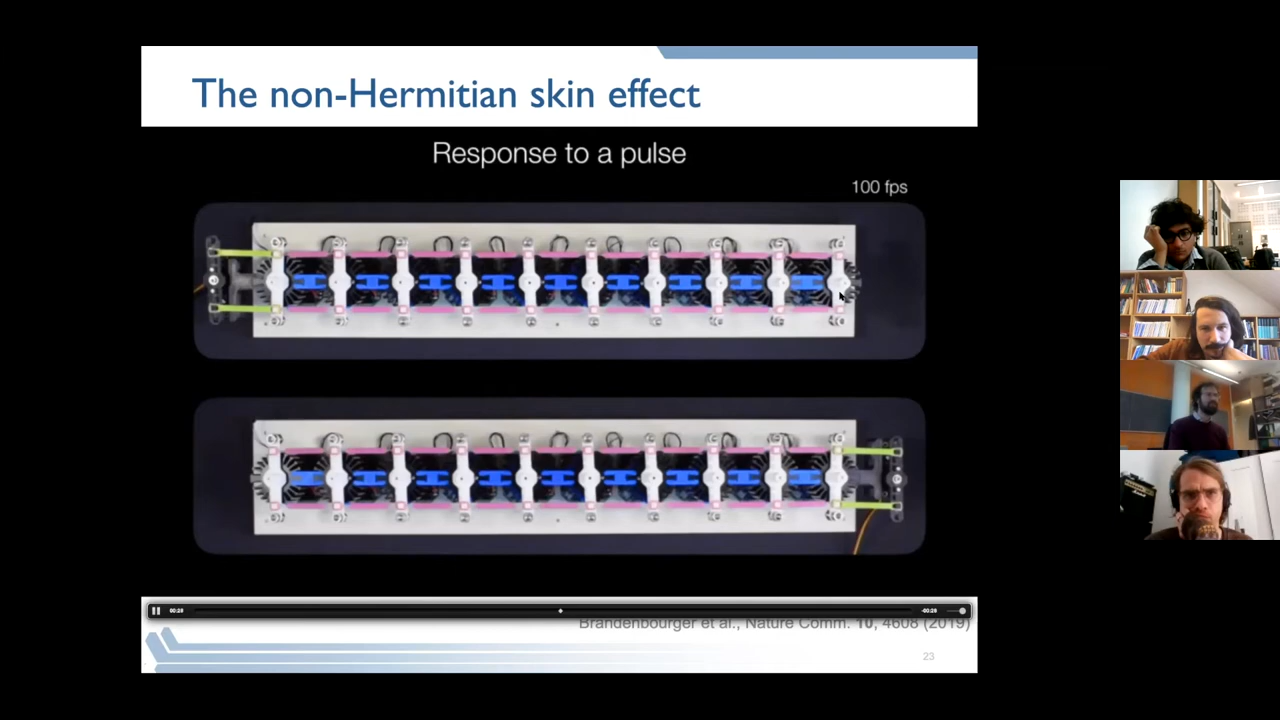 The non-Hermitian skin effect
Response to a pulse
100 fps
Brandenbourger et al., Nature Comm. 10, 4608 (2019)
23